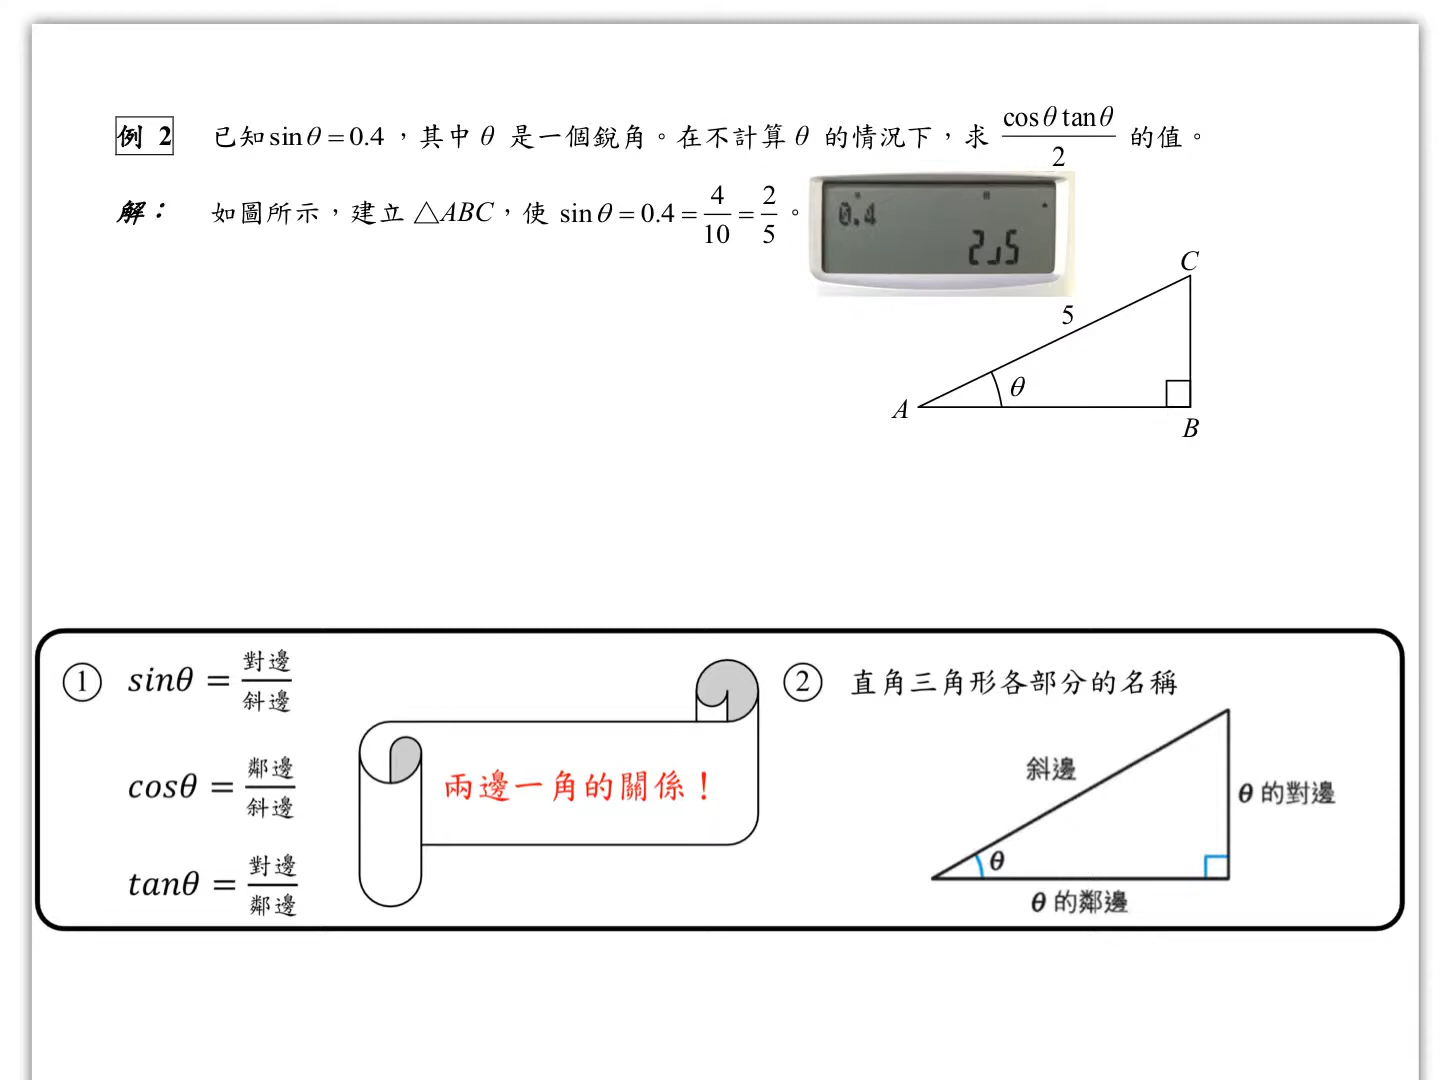 例 2 已知 sin θ = 0.4，其中 θ 是一個銳角。在不計算 θ 的情況下，求 cos θ tan θ / 2 的值。
解： 如圖所示，建立 △ABC，使 sin θ = 0.4 = 4/10 = 2/5。
0.4
2⌟5
C
5
θ
A
B
① sinθ = 對邊/斜邊
② 直角三角形各部分的名稱
cosθ = 鄰邊/斜邊
兩邊一角的關係！
斜邊
θ 的對邊
θ
tanθ = 對邊/鄰邊
θ 的鄰邊